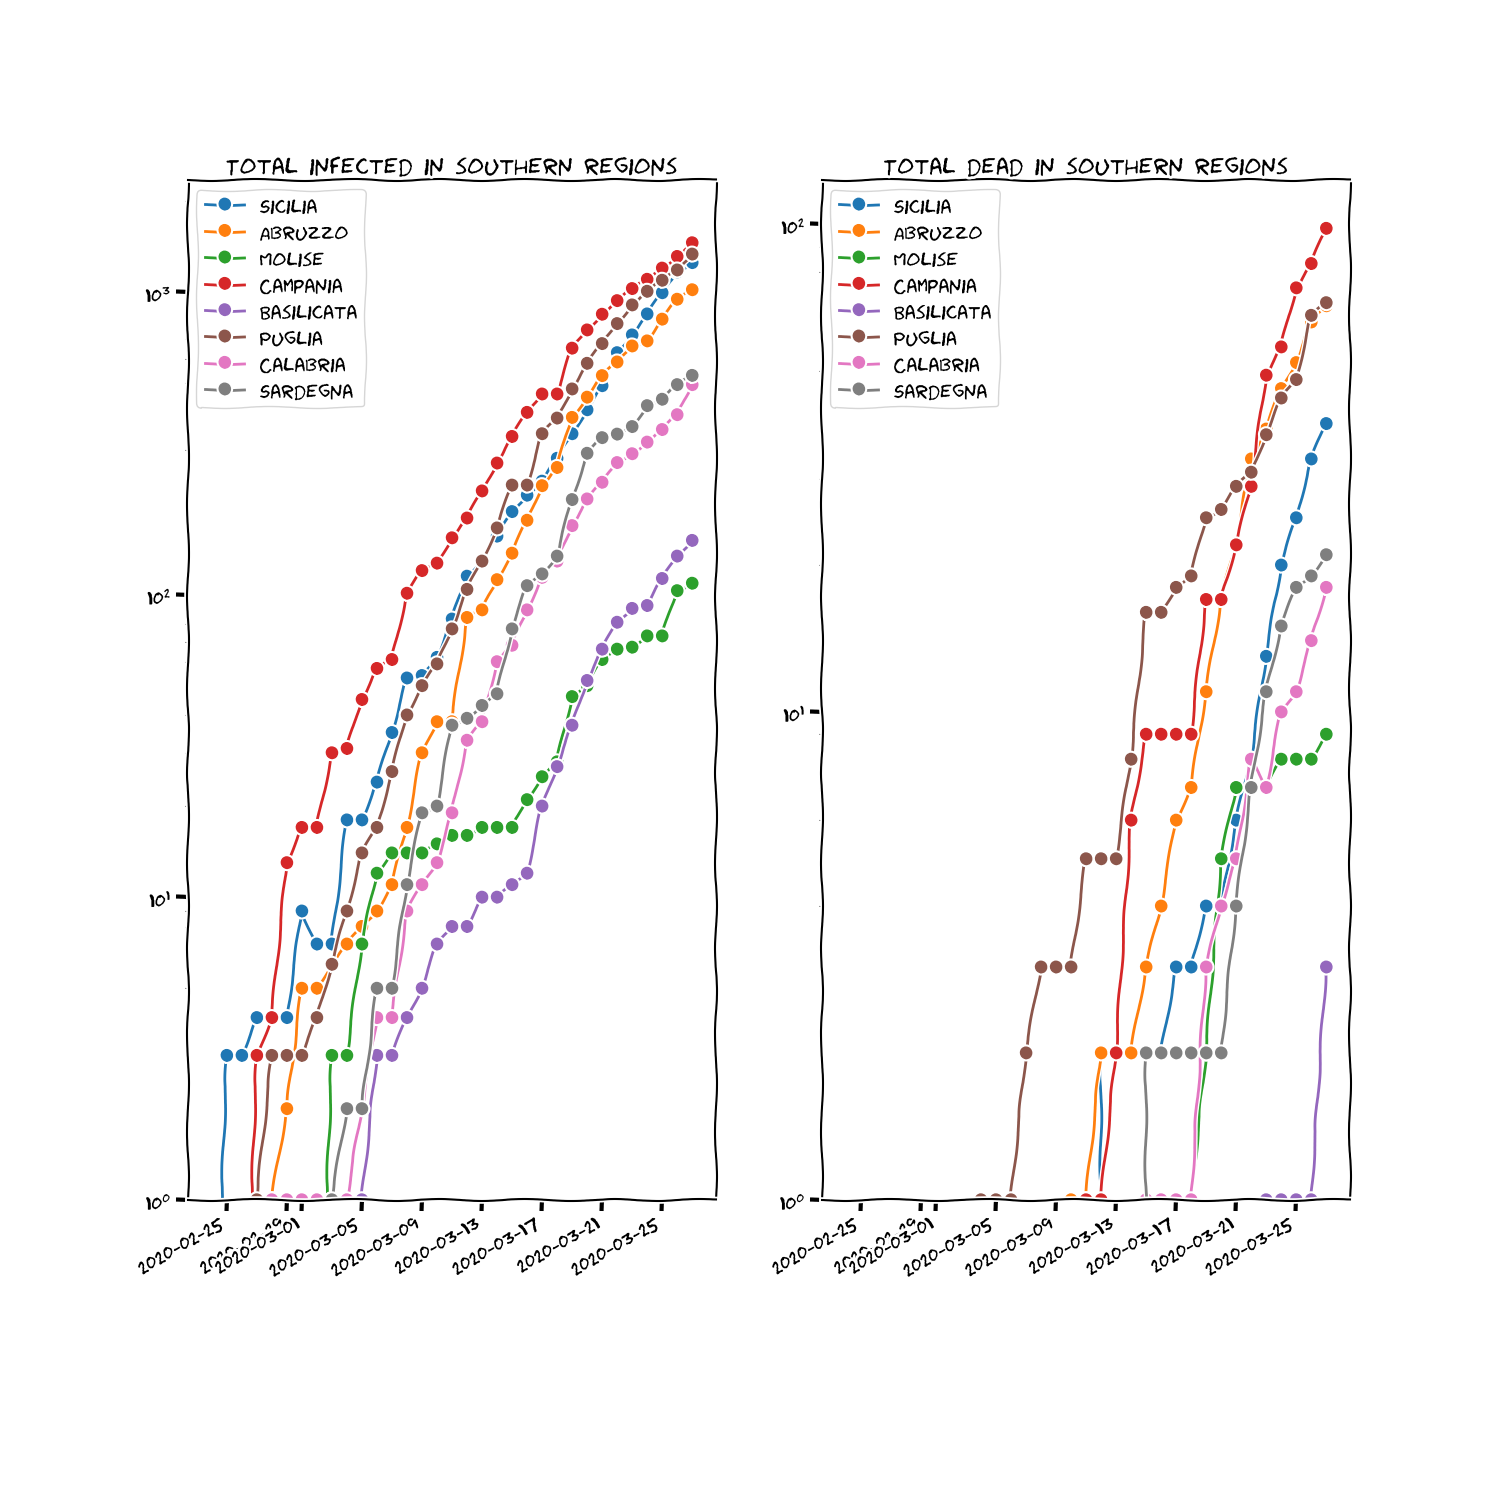 TOTAL INFECTED IN SOUTHERN REGIONS
SICILIA
ABRUZZO
MOLISE
CAMPANIA
BASILICATA
PUGLIA
CALABRIA
SARDEGNA
10³
10²
10¹
10⁰
2020-02-25
2020-03-01
2020-03-05
2020-03-09
2020-03-13
2020-03-17
2020-03-21
2020-03-25
TOTAL DEAD IN SOUTHERN REGIONS
SICILIA
ABRUZZO
MOLISE
CAMPANIA
BASILICATA
PUGLIA
CALABRIA
SARDEGNA
10²
10¹
10⁰
2020-02-25
2020-03-01
2020-03-05
2020-03-09
2020-03-13
2020-03-17
2020-03-21
2020-03-25